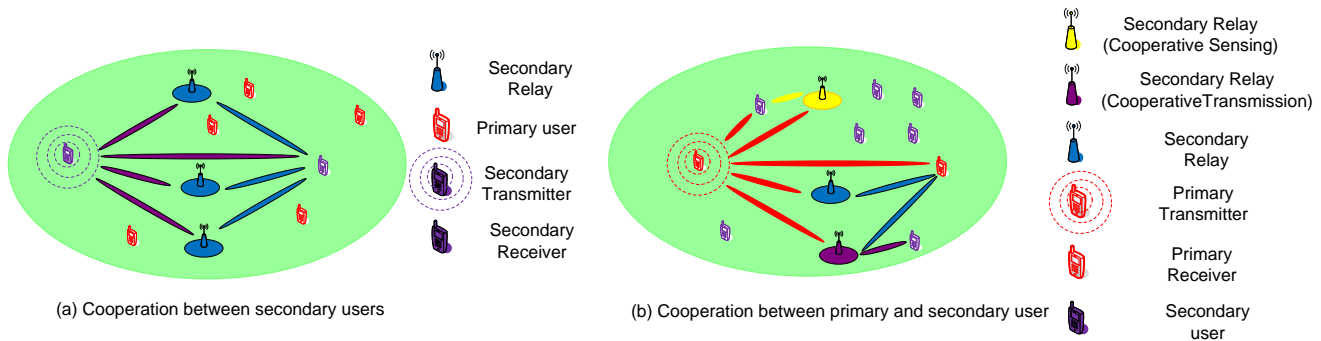 Secondary
Relay
Primary user
Secondary
Transmitter
Secondary
Receiver
(a) Cooperation between secondary users
Secondary Relay
(Cooperative Sensing)
Secondary Relay
(CooperativeTransmission)
Secondary
Relay
Primary
Transmitter
Primary
Receiver
Secondary
user
(b) Cooperation between primary and secondary user